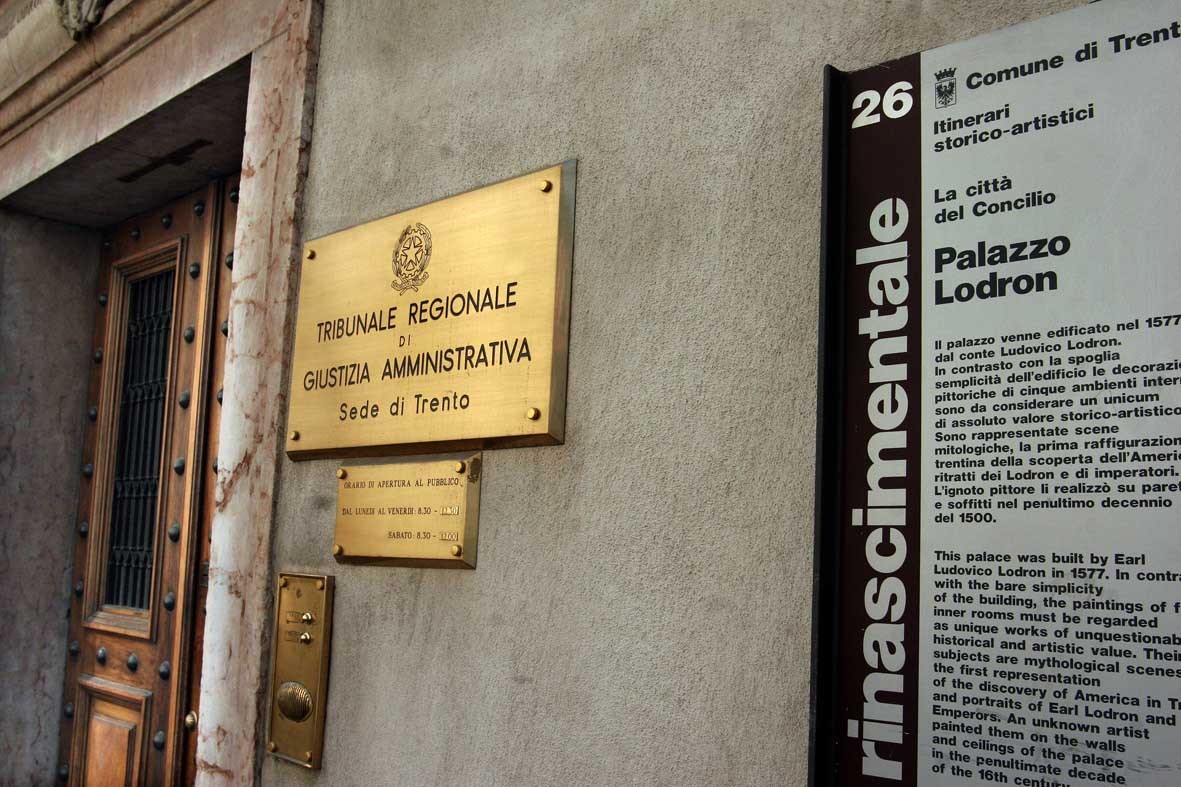 TRIBUNALE REGIONALE
DI
GIUSTIZIA AMMINISTRATIVA
Sede di Trento
ORARIO DI APERTURA AL PUBBLICO
DAL LUNEDI AL VENERDI: 8.30 -
SABATO: 8.30 - 12.00
26
rinascimentale
Comune di Trent
Itinerari
storico-artistici
La città
del Concilio
Palazzo
Lodron
Il palazzo venne edificato nel 1577
dal conte Ludovico Lodron.
In contrasto con la spoglia
semplicità dell'edificio le decorazio
pittoriche di cinque ambienti intern
sono da considerare un unicum
di assoluto valore storico-artistico
Sono rappresentate scene
mitologiche, la prima raffigurazion
trentina della scoperta dell'Americ
ritratti dei Lodron e di imperatori.
L'ignoto pittore li realizzò su paret
e soffitti nel penultimo decennio
del 1500.
This palace was built by Earl
Ludovico Lodron in 1577. In contra
with the bare simplicity
of the building, the paintings of f
inner rooms must be regarded
as unique works of unquestionab
historical and artistic value. Their
subjects are mythological scenes
the first representation
of the discovery of America in Tr
and portraits of Earl Lodron and
Emperors. An unknown artist
painted them on the walls
and ceilings of the palace
in the penultimate decade
of the 16th century